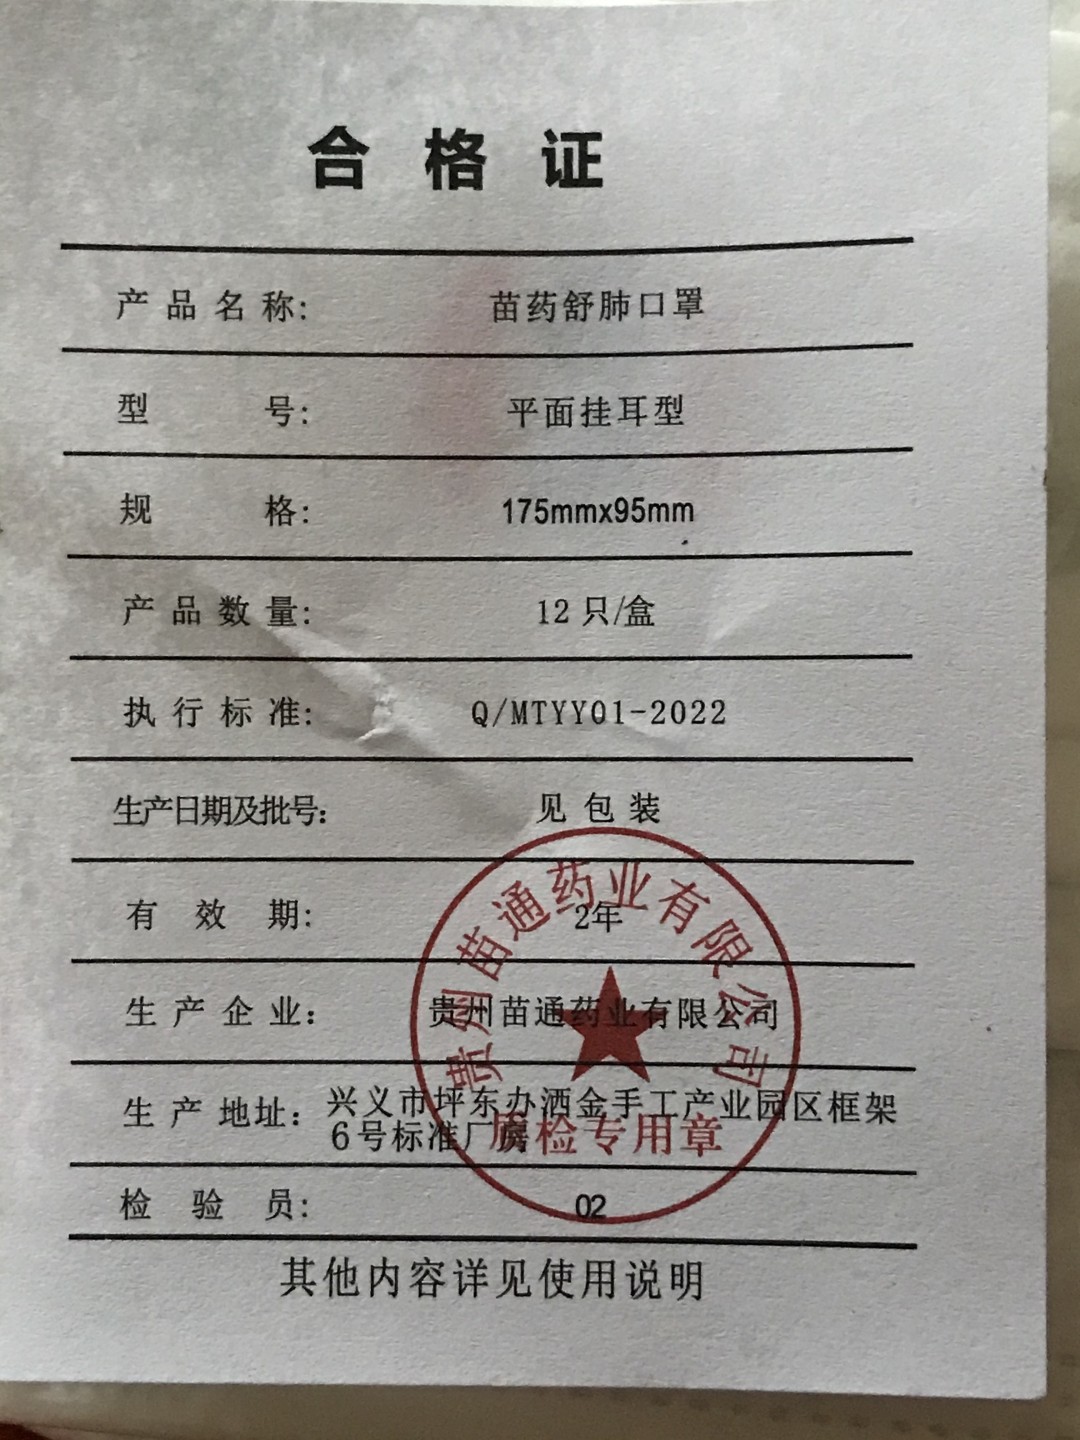 合格证
产品名称: 苗药舒肺口罩
型号: 平面挂耳型
规格: 175mmx95mm
产品数量: 12只/盒
执行标准: Q/MTYY01-2022
生产日期及批号: 见包装
有效期: 2年
生产企业: 贵州苗通药业有限公司
生产地址: 兴义市坪东办洒金手工产业园区框架
6号标准厂房
检验员: 02
贵州苗通药业有限公司
质检专用章
其他内容详见使用说明